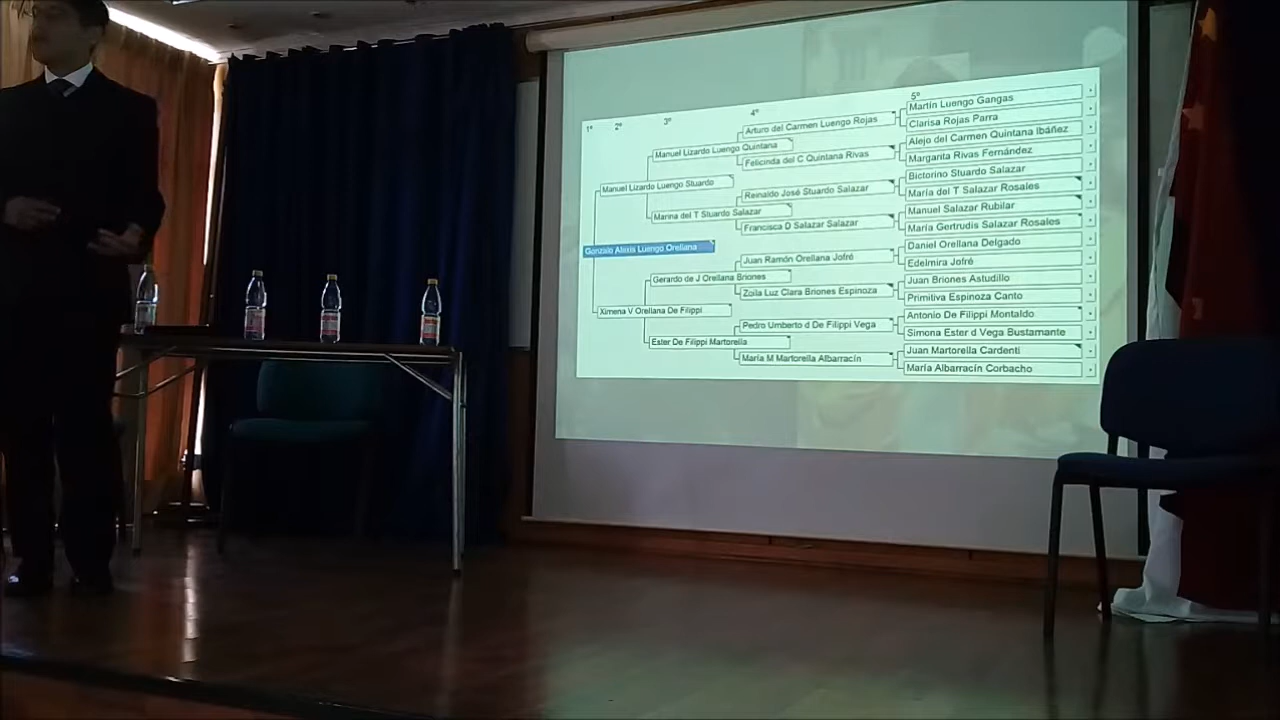 1º 2º 3º 4º 5º
Gonzalo Alexis Luengo Orellana
Manuel Lizardo Luengo Stuardo
Ximena V Orellana De Filippi
Manuel Lizardo Luengo Quintana
Marina del T Stuardo Salazar
Gerardo de J Orellana Briones
Ester De Filippi Martorella
Arturo del Carmen Luengo Rojas
Felicinda del C Quintana Rivas
Reinaldo José Stuardo Salazar
Francisca D Salazar Salazar
Juan Ramón Orellana Jofré
Zoila Luz Clara Briones Espinoza
Pedro Umberto d De Filippi Vega
María M Martorella Albarracín
Martín Luengo Gangas
Clarisa Rojas Parra
Alejo del Carmen Quintana Ibáñez
Margarita Rivas Fernández
Bictorino Stuardo Salazar
María del T Salazar Rosales
Manuel Salazar Rubilar
María Gertrudis Salazar Rosales
Daniel Orellana Delgado
Edelmira Jofré
Juan Briones Astudillo
Primitiva Espinoza Canto
Antonio De Filippi Montaldo
Simona Ester d Vega Bustamante
Juan Martorella Cardenti
María Albarracín Corbacho